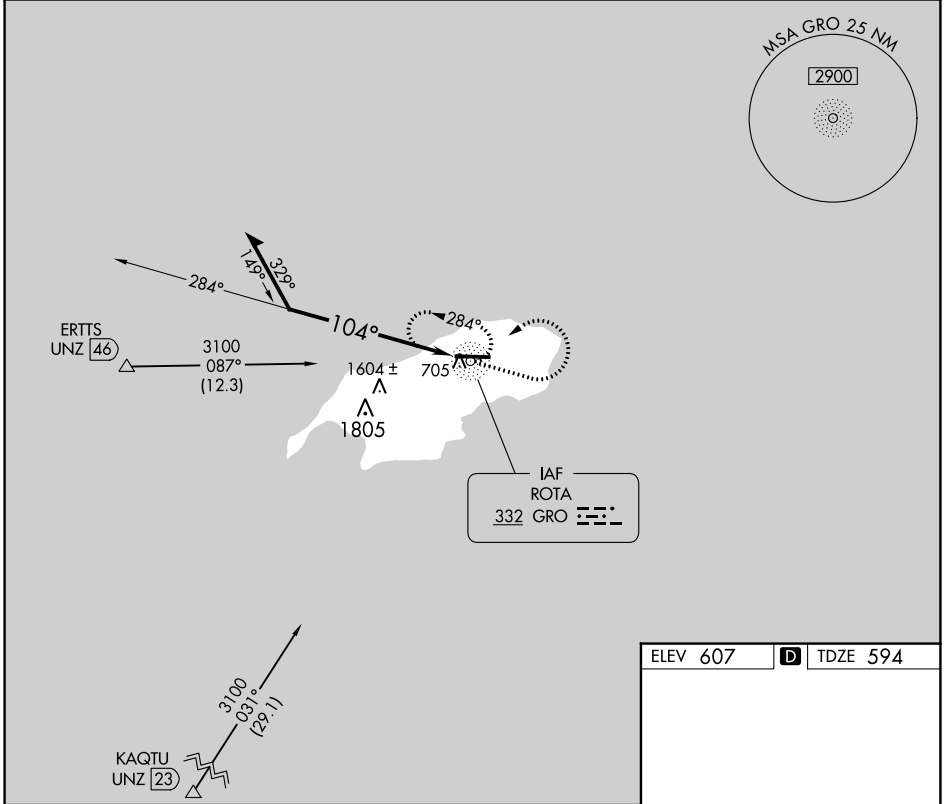 MSA GRO 25 NM
2900
329°
149°
284°
104°
284°
ERTTS
UNZ 46
3100
087°
(12.3)
1604 ±
705
1805
IAF
ROTA
332 GRO
3100
031°
(29.1)
KAQTU
UNZ 23
ELEV 607 D TDZE 594